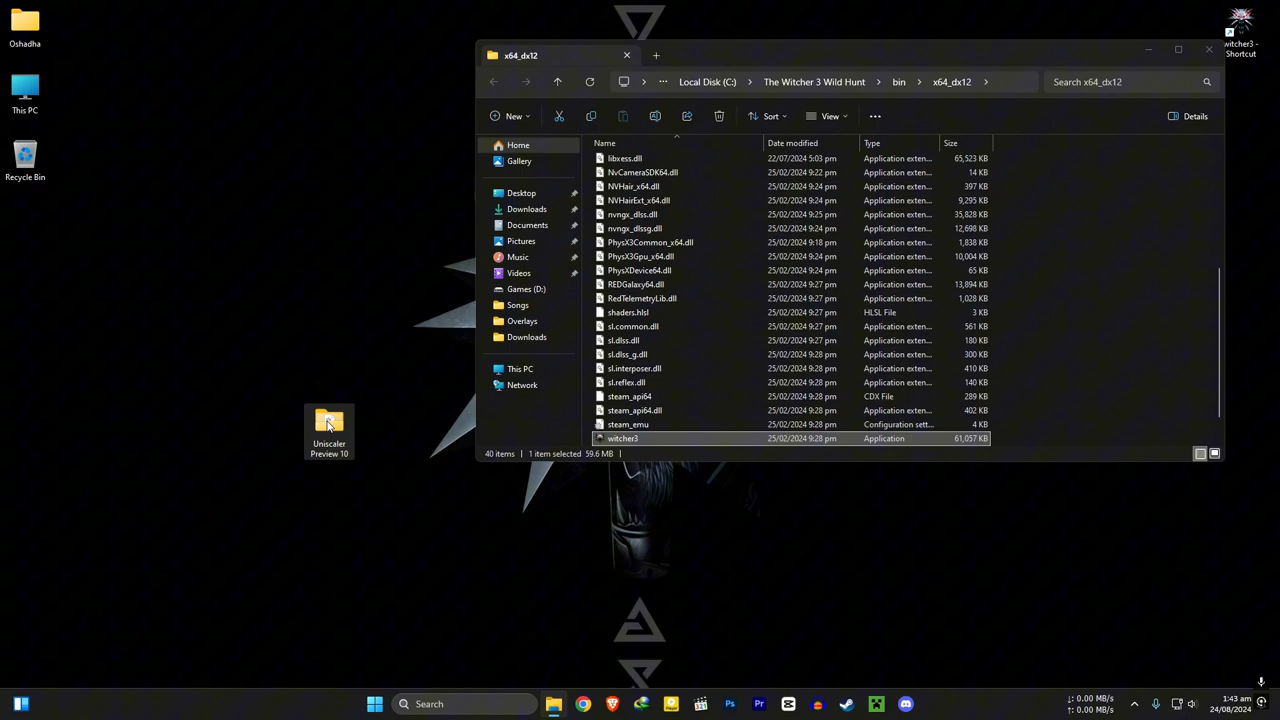 Oshadha
This PC
Recycle Bin
Uniscaler
Preview 10
witcher3 -
Shortcut
x64_dx12
Local Disk (C:) > The Witcher 3 Wild Hunt > bin > x64_dx12 >
Search x64_dx12
New
Sort
View
Details
Home
Gallery
Desktop
Downloads
Documents
Pictures
Music
Videos
Games (D:)
Songs
Overlays
Downloads
This PC
Network
Name Date modified Type Size
libxess.dll 22/07/2024 5:03 pm Application exten... 65,523 KB
NvCameraSDK64.dll 25/02/2024 9:22 pm Application exten... 14 KB
NVHair_x64.dll 25/02/2024 9:24 pm Application exten... 397 KB
NVHairExt_x64.dll 25/02/2024 9:24 pm Application exten... 9,295 KB
nvngx_dlss.dll 25/02/2024 9:25 pm Application exten... 35,828 KB
nvngx_dlssg.dll 25/02/2024 9:24 pm Application exten... 12,698 KB
PhysX3Common_x64.dll 25/02/2024 9:18 pm Application exten... 1,838 KB
PhysX3Gpu_x64.dll 25/02/2024 9:27 pm Application exten... 10,004 KB
PhysXDevice64.dll 25/02/2024 9:27 pm Application exten... 65 KB
REDGalaxy64.dll 25/02/2024 9:27 pm Application exten... 13,894 KB
RedTelemetryLib.dll 25/02/2024 9:27 pm Application exten... 1,028 KB
shaders.hlsl 25/02/2024 9:27 pm HLSL File 3 KB
sl.common.dll 25/02/2024 9:27 pm Application exten... 561 KB
sl.dlss.dll 25/02/2024 9:27 pm Application exten... 180 KB
sl.dlss_g.dll 25/02/2024 9:28 pm Application exten... 352 KB
sl.interposer.dll 25/02/2024 9:28 pm Application exten... 410 KB
sl.reflex.dll 25/02/2024 9:28 pm Application exten... 140 KB
steam_api64 25/02/2024 9:28 pm CDX File 289 KB
steam_api64.dll 25/02/2024 9:28 pm Application exten... 402 KB
steam_emu 25/02/2024 9:28 pm Configuration sett... 4 KB
witcher3 25/02/2024 9:28 pm Application 61,057 KB
40 items 1 item selected 59.6 MB
Search
Ps
Pr
0.00 MB/s
0.00 MB/s
1:43 am
24/08/2024